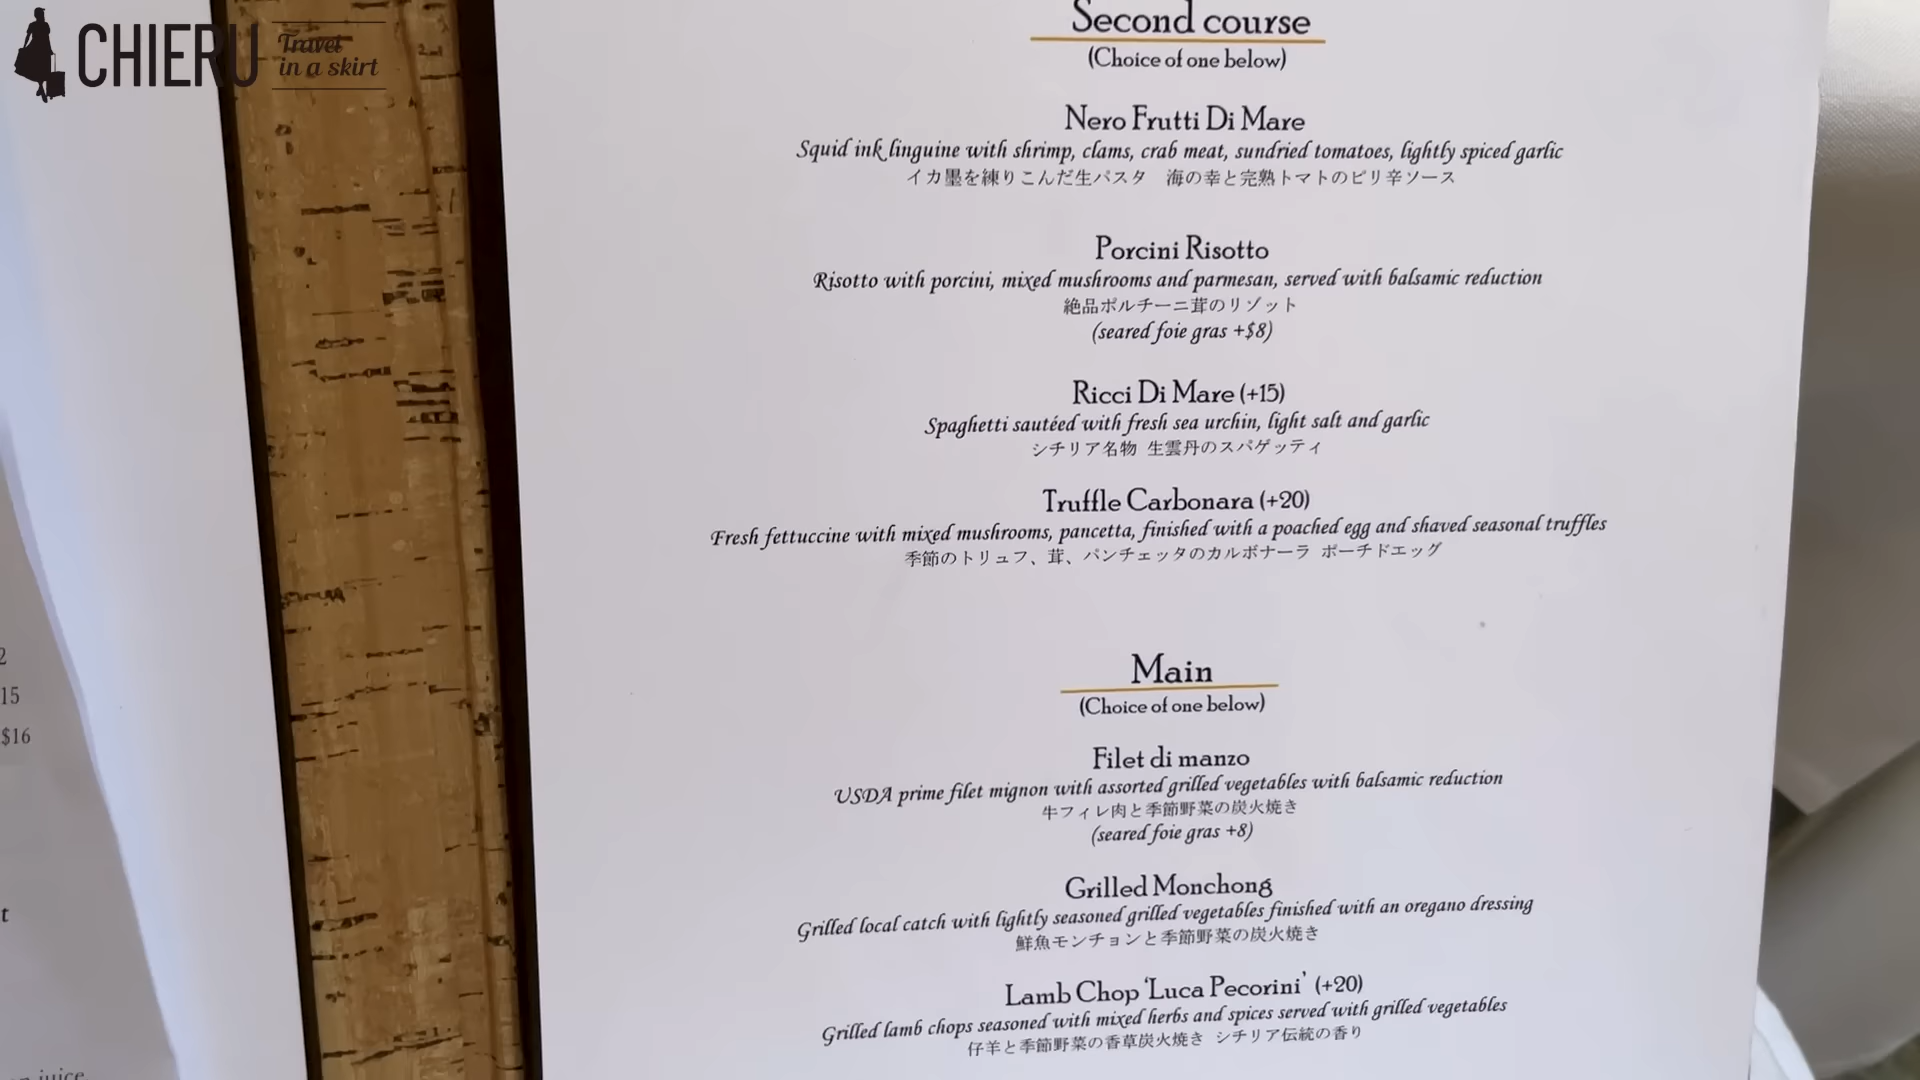 CHIERU
Travel
in a skirt
Second course
(Choice of one below)
Nero Frutti Di Mare
Squid ink linguine with shrimp, clams, crab meat, sundried tomatoes, lightly spiced garlic
イカ墨を練りこんだ生パスタ　海の幸と完熟トマトのピリ辛ソース
Porcini Risotto
Risotto with porcini, mixed mushrooms and parmesan, served with balsamic reduction
絶品ポルチーニ茸のリゾット
(seared foie gras +$8)
Ricci Di Mare (+15)
Spaghetti sautéed with fresh sea urchin, light salt and garlic
シチリア名物 生雲丹のスパゲッティ
Truffle Carbonara (+20)
Fresh fettuccine with mixed mushrooms, pancetta, finished with a poached egg and shaved seasonal truffles
季節のトリュフ、茸、パンチェッタのカルボナーラ ポーチドエッグ
Main
(Choice of one below)
Filet di manzo
USDA prime filet mignon with assorted grilled vegetables with balsamic reduction
牛フィレ肉と季節野菜の炭火焼き
(seared foie gras +8)
Grilled Monchong
Grilled local catch with lightly seasoned grilled vegetables finished with an oregano dressing
鮮魚モンチョンと季節野菜の炭火焼き
Lamb Chop ‘Luca Pecorini’ (+20)
Grilled lamb chops seasoned with mixed herbs and spices served with grilled vegetables
仔羊と季節野菜の香草炭火焼き シチリア伝統の香り
2
15
$16
t
juice